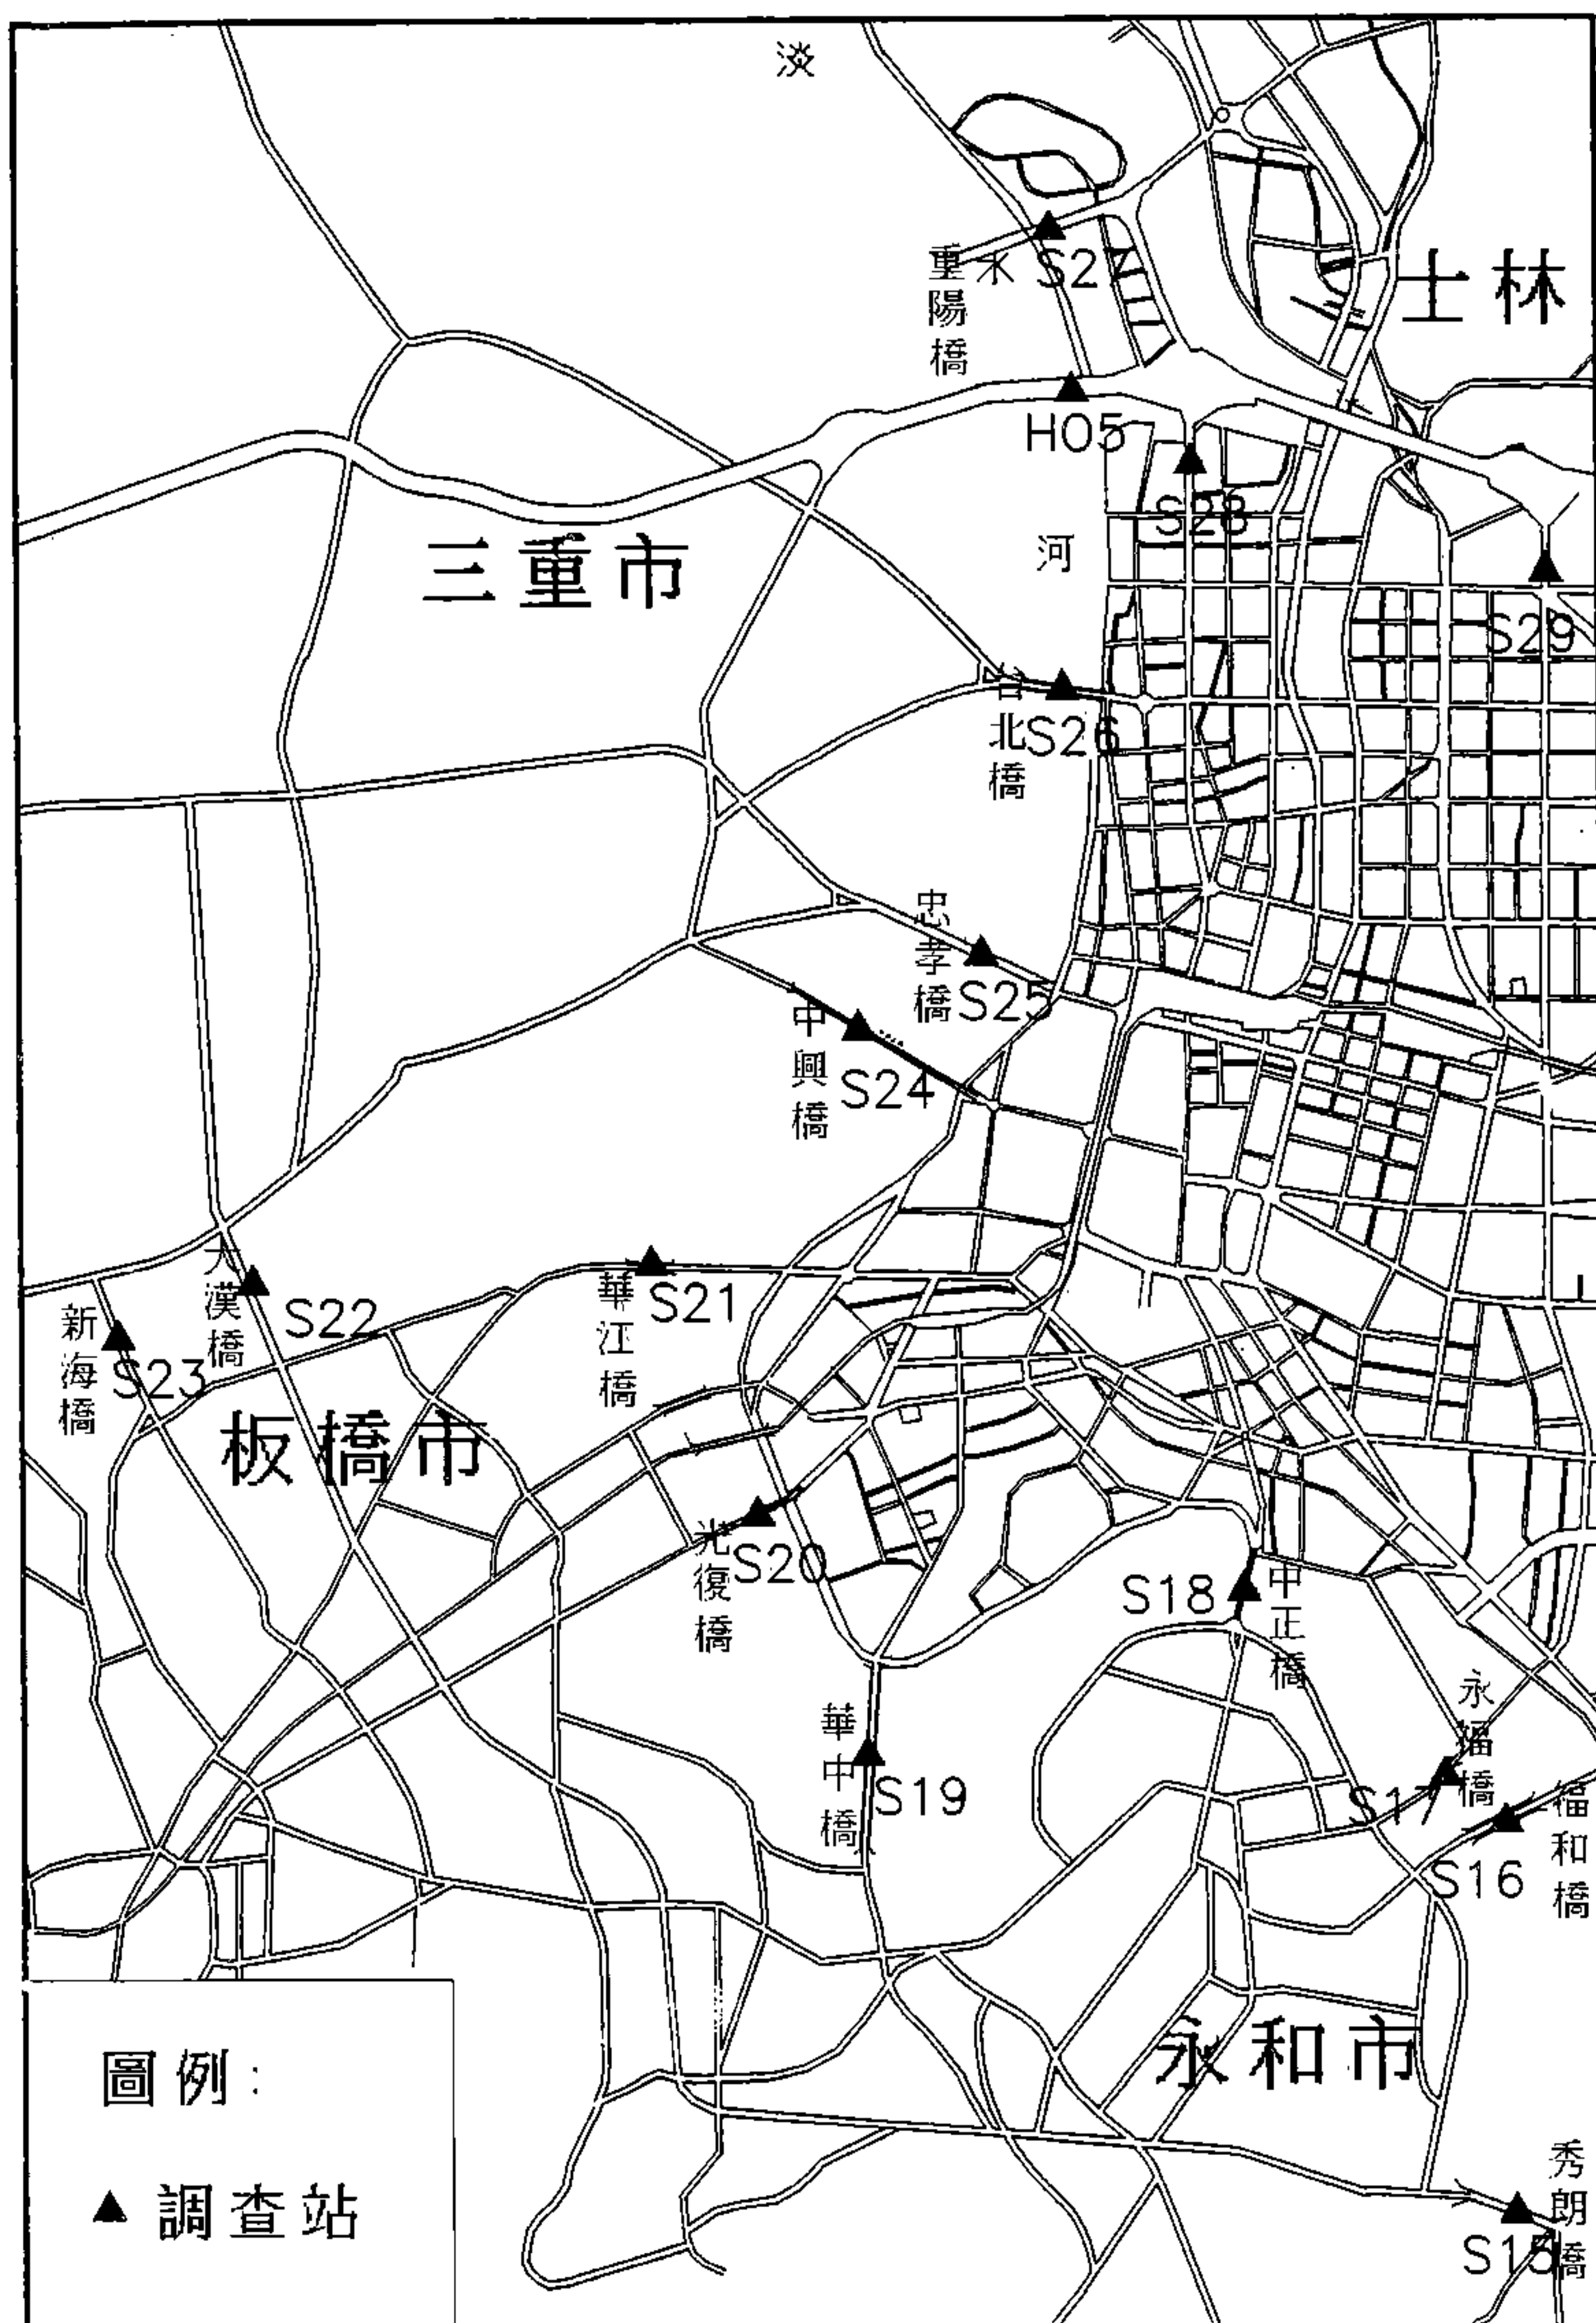 淡
水
河
士林
重陽橋
S27
H05
S28
三重市
S29
台北橋
S26
忠孝橋
S25
中興橋
S24
大漢橋
S22
華江橋
S21
新海橋
S23
板橋市
光復橋
S20
S18
中正橋
永福橋
S17
華中橋
S19
福和橋
S16
永和市
秀朗橋
S15
圖例:
▲ 調查站